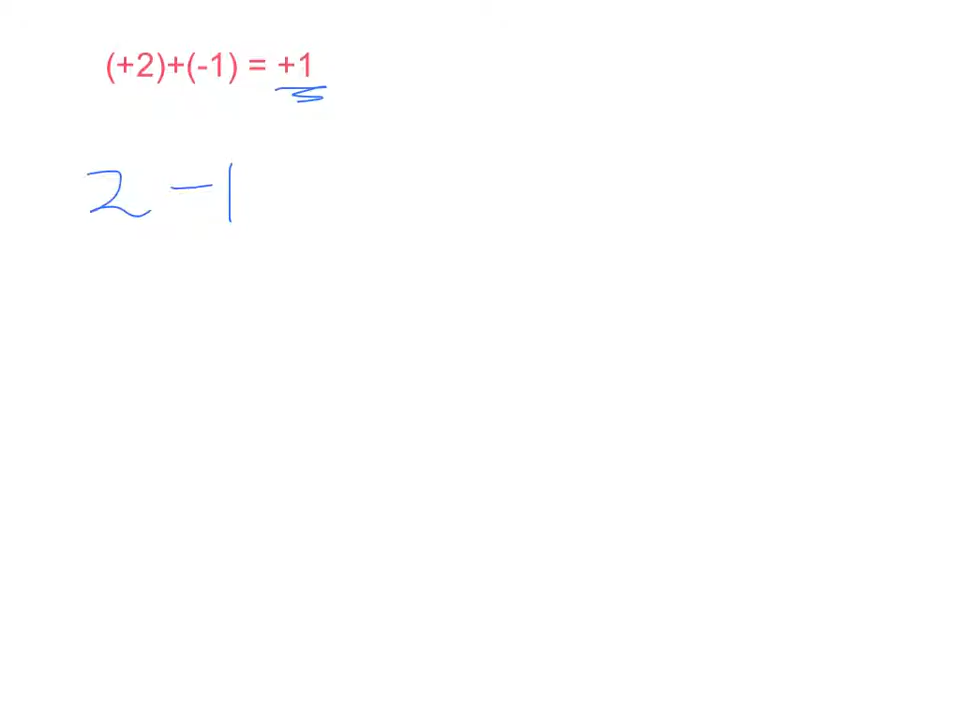 (+2)+(-1) = +1
2 - 1